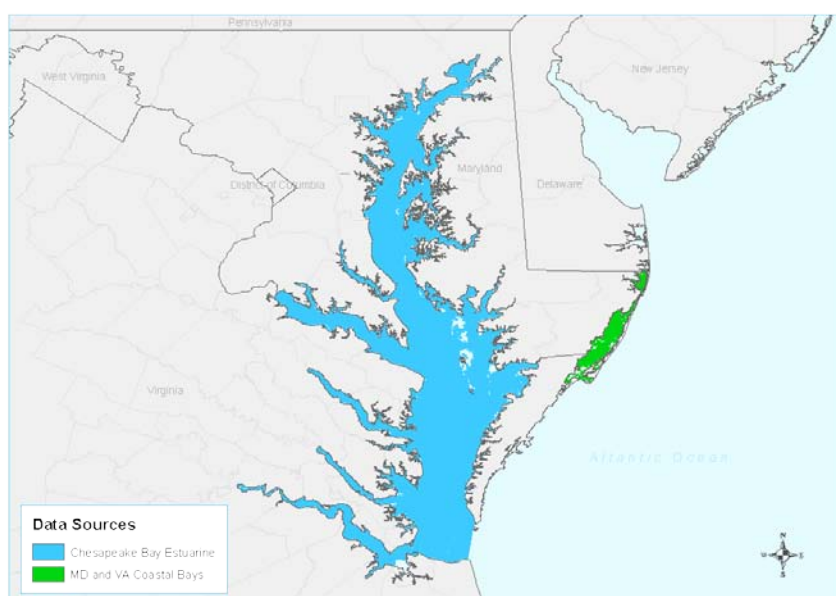 Pennsylvania
West Virginia
New Jersey
District of Columbia
Maryland
Delaware
Virginia
Atlantic Ocean
Data Sources
Chesapeake Bay Estuarine
MD and VA Coastal Bays
N
W E
S